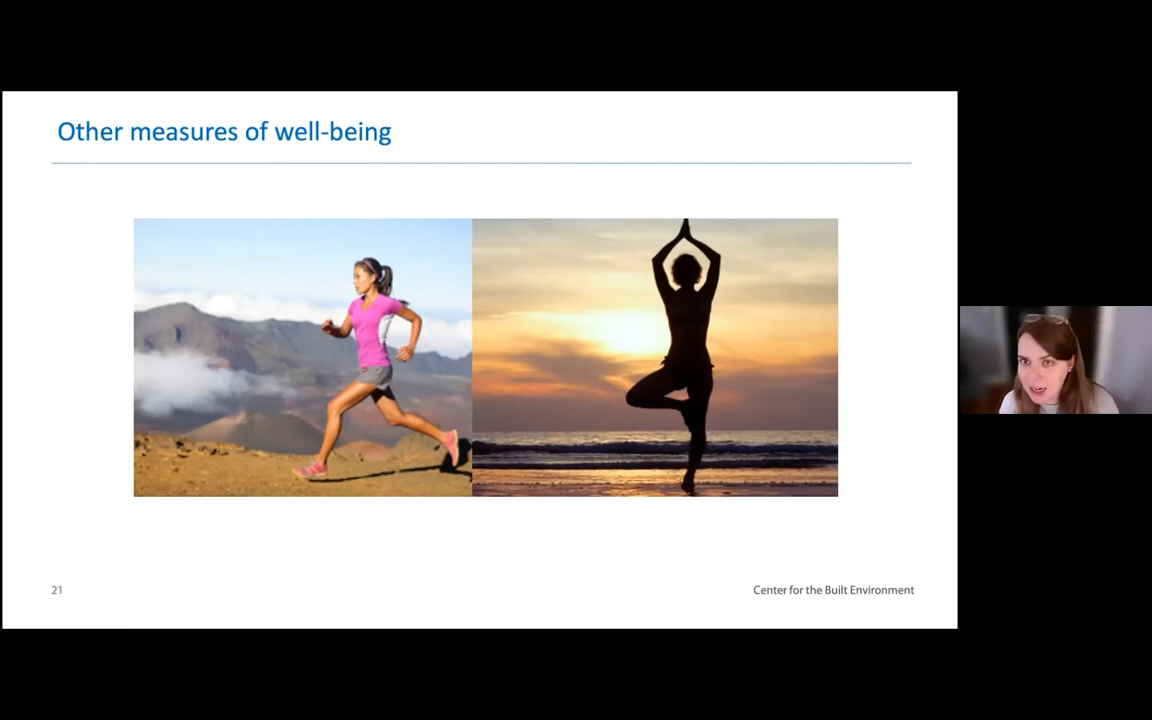 Other measures of well-being
21
Center for the Built Environment